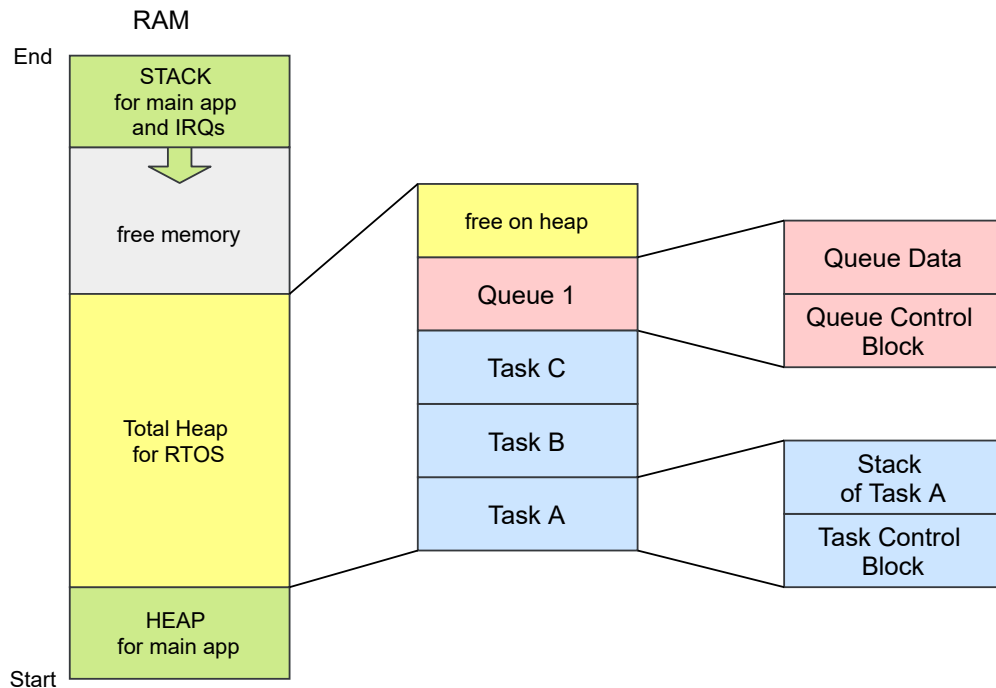 RAM
End
STACK
for main app
and IRQs
free memory
Total Heap
for RTOS
HEAP
for main app
Start
free on heap
Queue 1
Task C
Task B
Task A
Queue Data
Queue Control
Block
Stack
of Task A
Task Control
Block